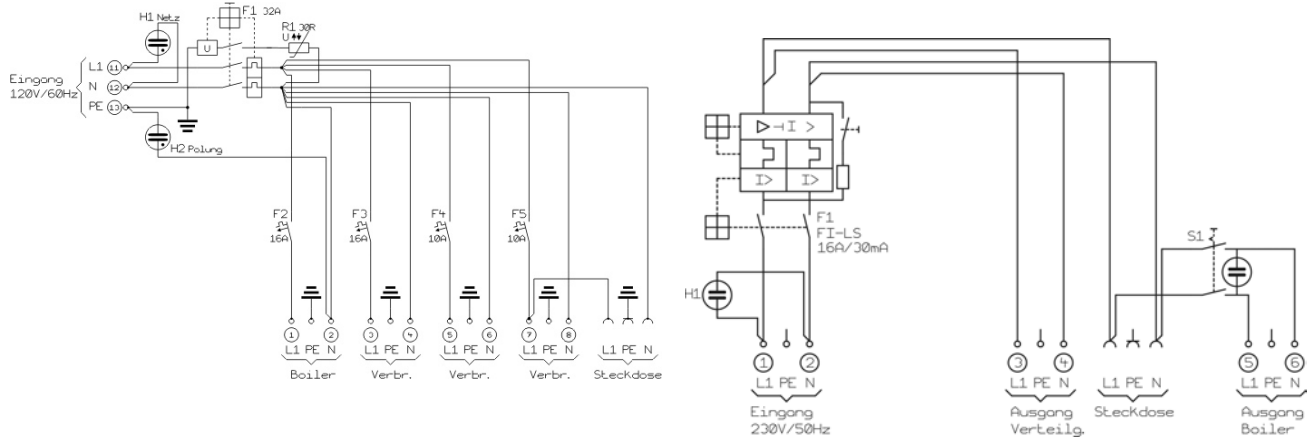 H1 Netz
F1 32A
R1 30R
U
U
L1 11
N 12
PE 13
Eingang
120V/60Hz
H2 Polung
F2
16A
F3
16A
F4
10A
F5
10A
1 2 3 4 5 6 7 8
L1 PE N L1 PE N L1 PE N L1 PE N L1 PE N
Boiler Verbr. Verbr. Verbr. Steckdose
I >
I> I>
F1
FI-LS
16A/30mA
H1
S1
1 2 3 4 5 6
L1 PE N L1 PE N L1 PE N L1 PE N
Eingang
230V/50Hz
Ausgang
Verteilg.
Steckdose
Ausgang
Boiler